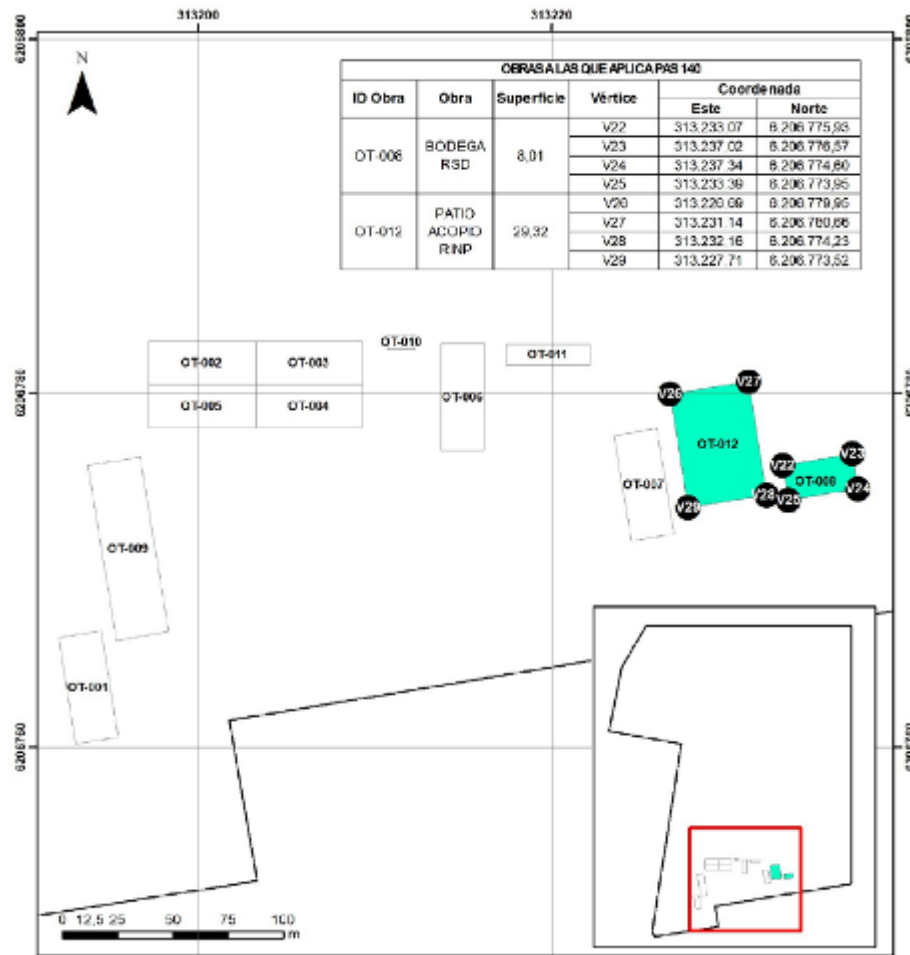 313200 313220
6206800 6206800
N
OBRAS A LAS QUE APLICA PAS 140
ID Obra Obra Superficie Vértice Coordenada
Este Norte
OT-008 BODEGA RSD 8,01
V22 313.233.07 6.206.775,93
V23 313.237.02 6.206.776,57
V24 313.237.34 6.206.774,60
V25 313.233.39 6.206.773,95
OT-012 PATIO ACOPIO RINP 29,32
V26 313.226.69 6.206.779,95
V27 313.231.14 6.206.780,66
V28 313.232.16 6.206.774,23
V29 313.227.71 6.206.773,52
OT-010
OT-002 OT-003 OT-011
6206780 6206780
OT-005 OT-004 OT-006
V26 V27
OT-012
V22 V23
OT-007 OT-008
V28 V25 V24
V29
OT-009
OT-001
6206760 6206760
0 12,5 25 50 75 100
m